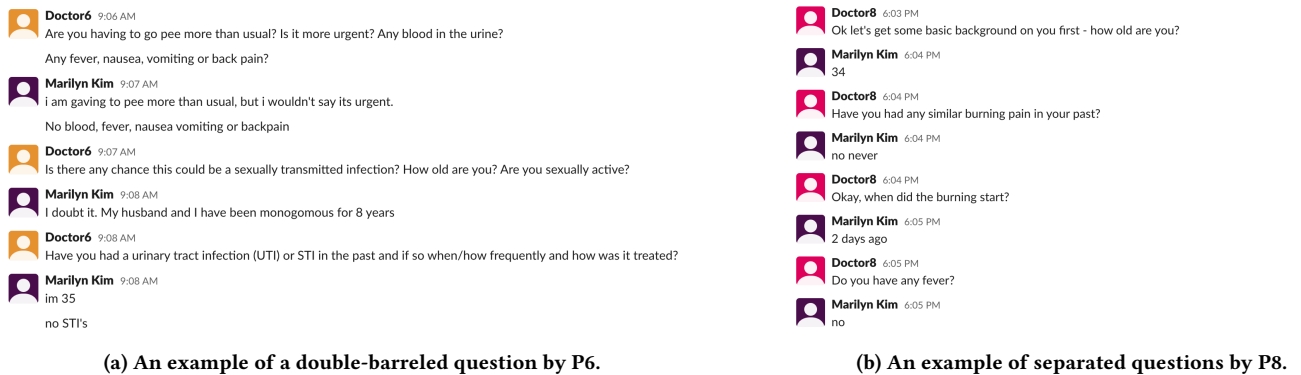 Doctor6 9:06 AM
Are you having to go pee more than usual? Is it more urgent? Any blood in the urine?
Any fever, nausea, vomiting or back pain?
Marilyn Kim 9:07 AM
i am gaving to pee more than usual, but i wouldn't say its urgent.
No blood, fever, nausea vomiting or backpain
Doctor6 9:07 AM
Is there any chance this could be a sexually transmitted infection? How old are you? Are you sexually active?
Marilyn Kim 9:08 AM
I doubt it. My husband and I have been monogomous for 8 years
Doctor6 9:08 AM
Have you had a urinary tract infection (UTI) or STI in the past and if so when/how frequently and how was it treated?
Marilyn Kim 9:08 AM
im 35
no STI's
(a) An example of a double-barreled question by P6.
Doctor8 6:03 PM
Ok let's get some basic background on you first - how old are you?
Marilyn Kim 6:04 PM
34
Doctor8 6:04 PM
Have you had any similar burning pain in your past?
Marilyn Kim 6:04 PM
no never
Doctor8 6:04 PM
Okay, when did the burning start?
Marilyn Kim 6:05 PM
2 days ago
Doctor8 6:05 PM
Do you have any fever?
Marilyn Kim 6:05 PM
no
(b) An example of separated questions by P8.